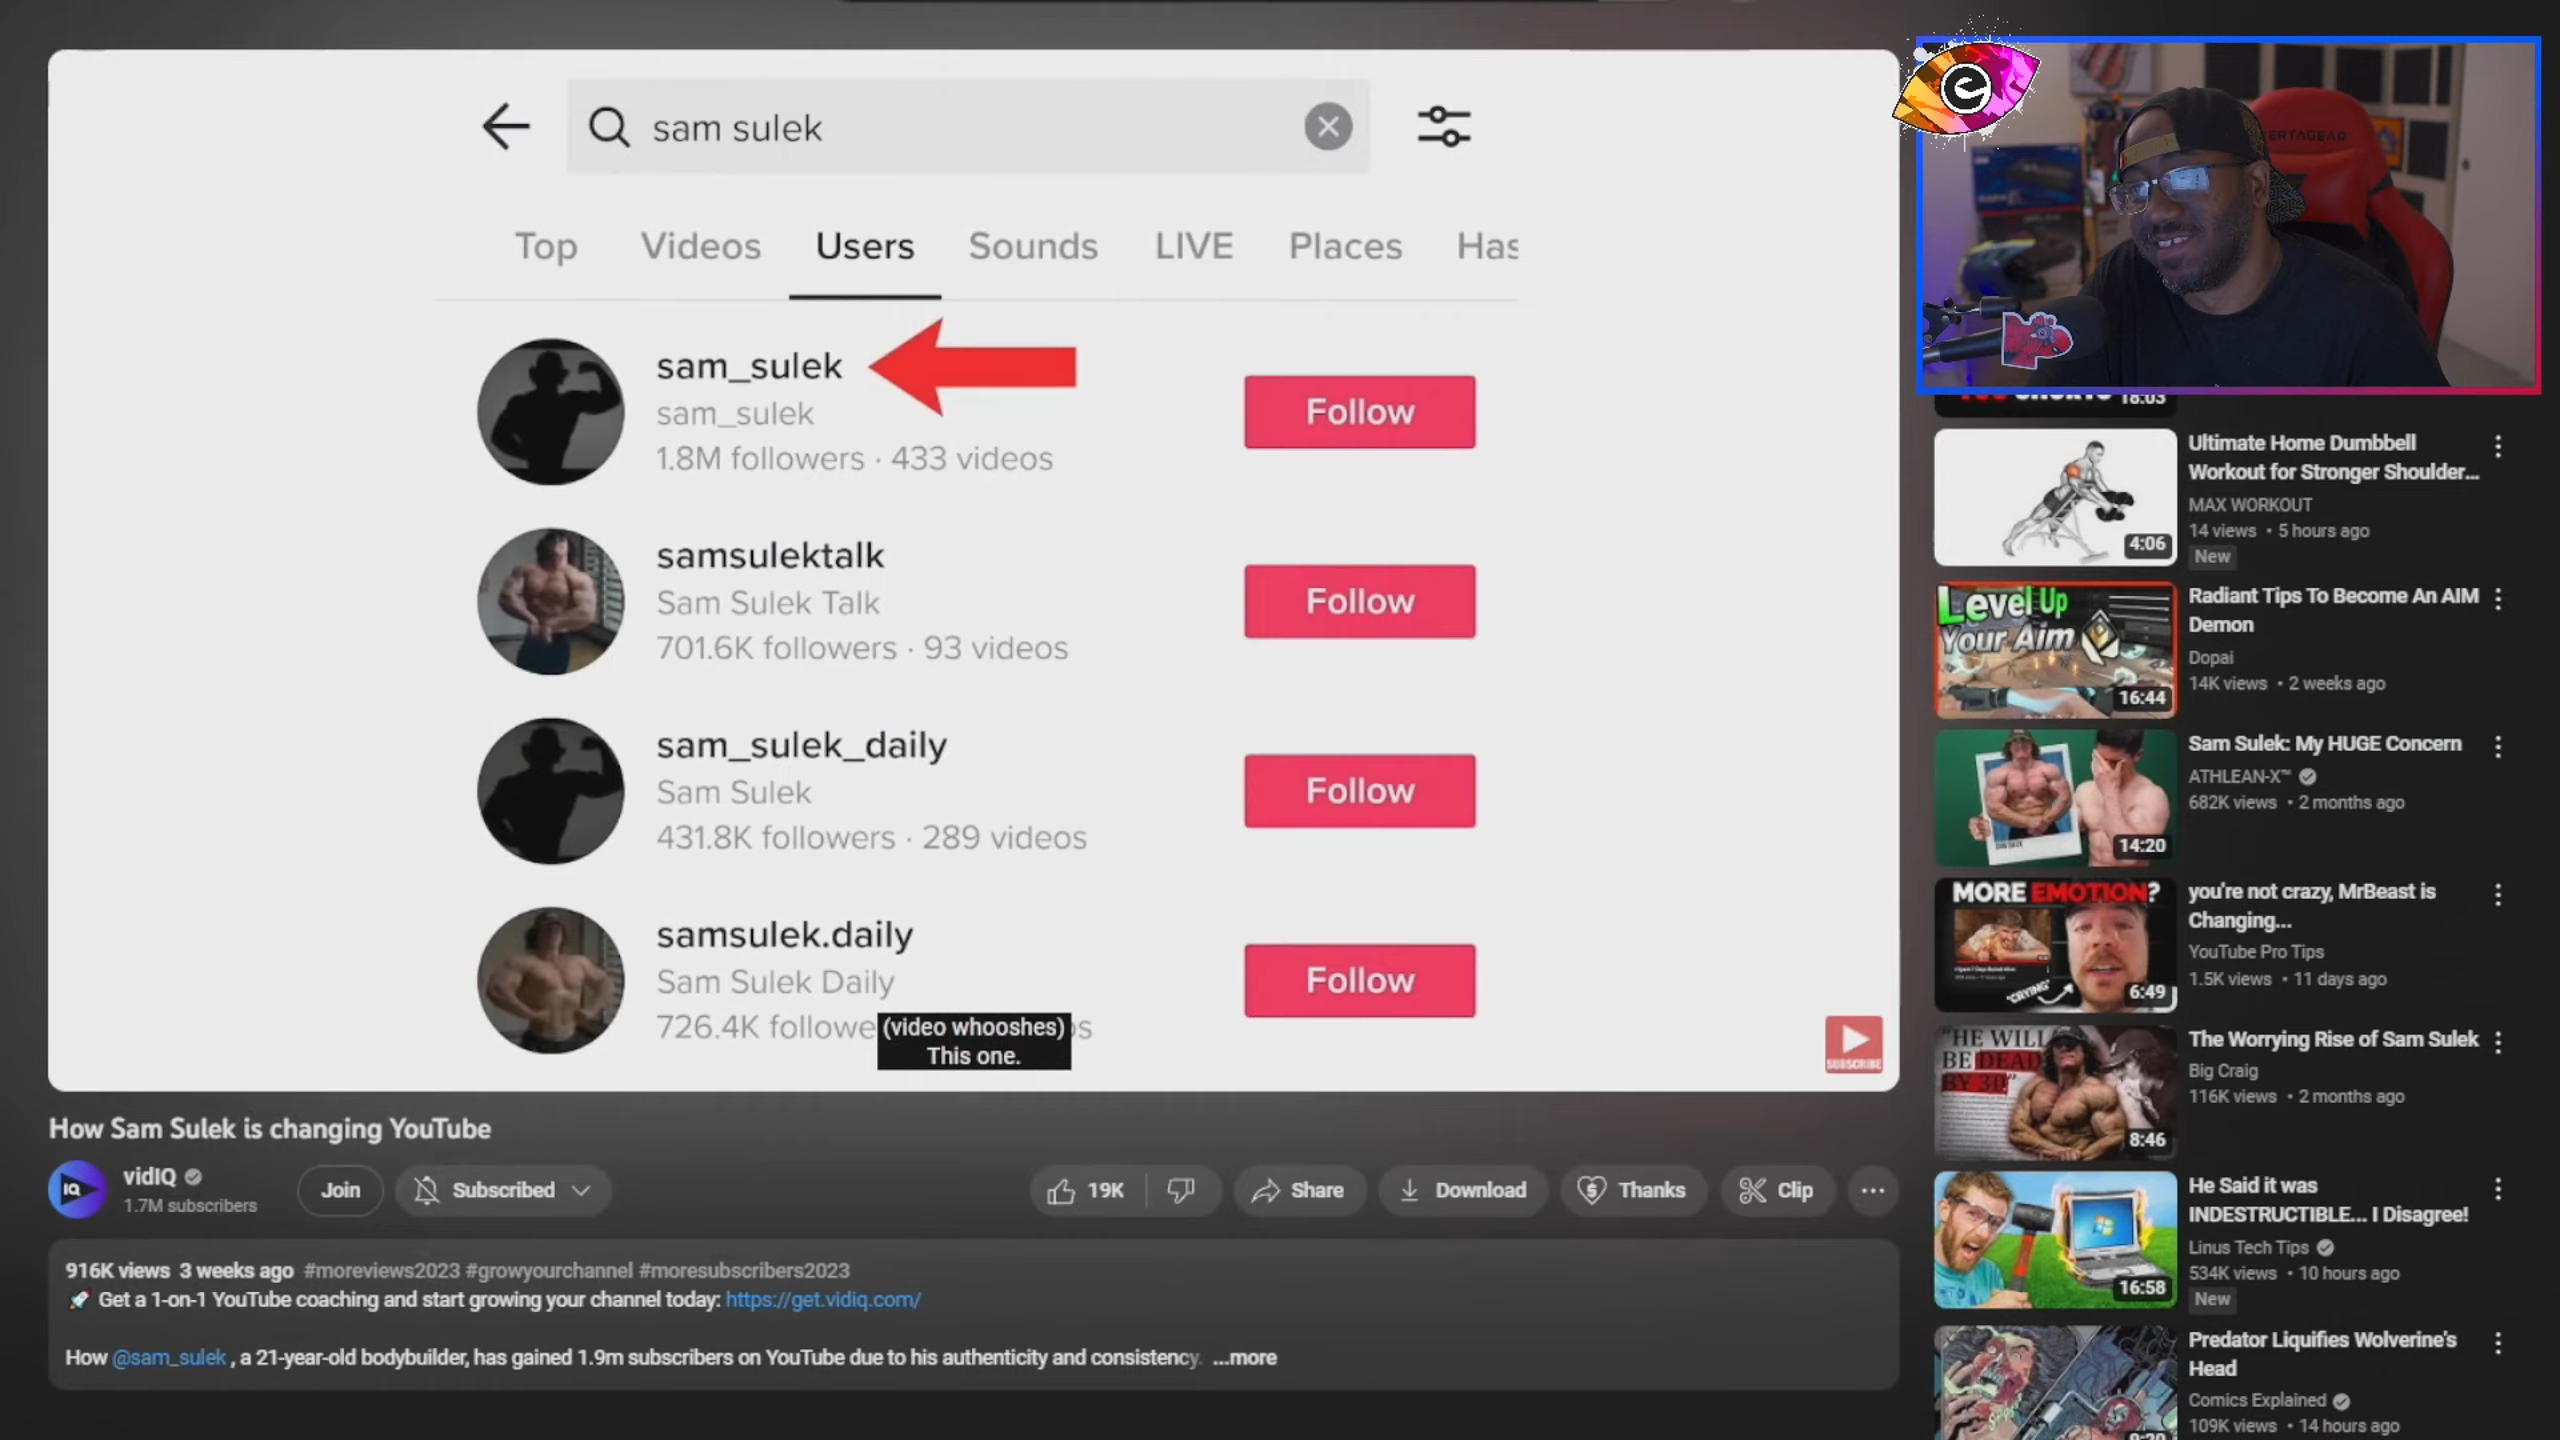 sam sulek
Top Videos Users Sounds LIVE Places Has
sam_sulek
sam_sulek
1.8M followers · 433 videos
Follow
samsulektalk
Sam Sulek Talk
701.6K followers · 93 videos
Follow
sam_sulek_daily
Sam Sulek
431.8K followers · 289 videos
Follow
samsulek.daily
Sam Sulek Daily
726.4K followe
Follow
(video whooshes)
This one.
SUBSCRIBE
How Sam Sulek is changing YouTube
IQ
vidIQ
1.7M subscribers
Join
Subscribed
19K
Share
Download
Thanks
Clip
916K views 3 weeks ago #moreviews2023 #growyourchannel #moresubscribers2023
🚀 Get a 1-on-1 YouTube coaching and start growing your channel today: https://get.vidiq.com/
How @sam_sulek , a 21-year-old bodybuilder, has gained 1.9m subscribers on YouTube due to his authenticity and consistency. ...more
18:03
4:06
Ultimate Home Dumbbell
Workout for Stronger Shoulder...
MAX WORKOUT
14 views • 5 hours ago
New
Level Up
Your Aim
16:44
Radiant Tips To Become An AIM
Demon
Dopai
14K views • 2 weeks ago
14:20
Sam Sulek: My HUGE Concern
ATHLEAN-X™
682K views • 2 months ago
MORE EMOTION?
"CRYING"
6:49
you're not crazy, MrBeast is
Changing...
YouTube Pro Tips
1.5K views • 11 days ago
"HE WILL
BE DEAD
BY 30"
8:46
The Worrying Rise of Sam Sulek
Big Craig
116K views • 2 months ago
16:58
He Said it was
INDESTRUCTIBLE... I Disagree!
Linus Tech Tips
534K views • 10 hours ago
New
Predator Liquifies Wolverine's
Head
Comics Explained
109K views • 14 hours ago